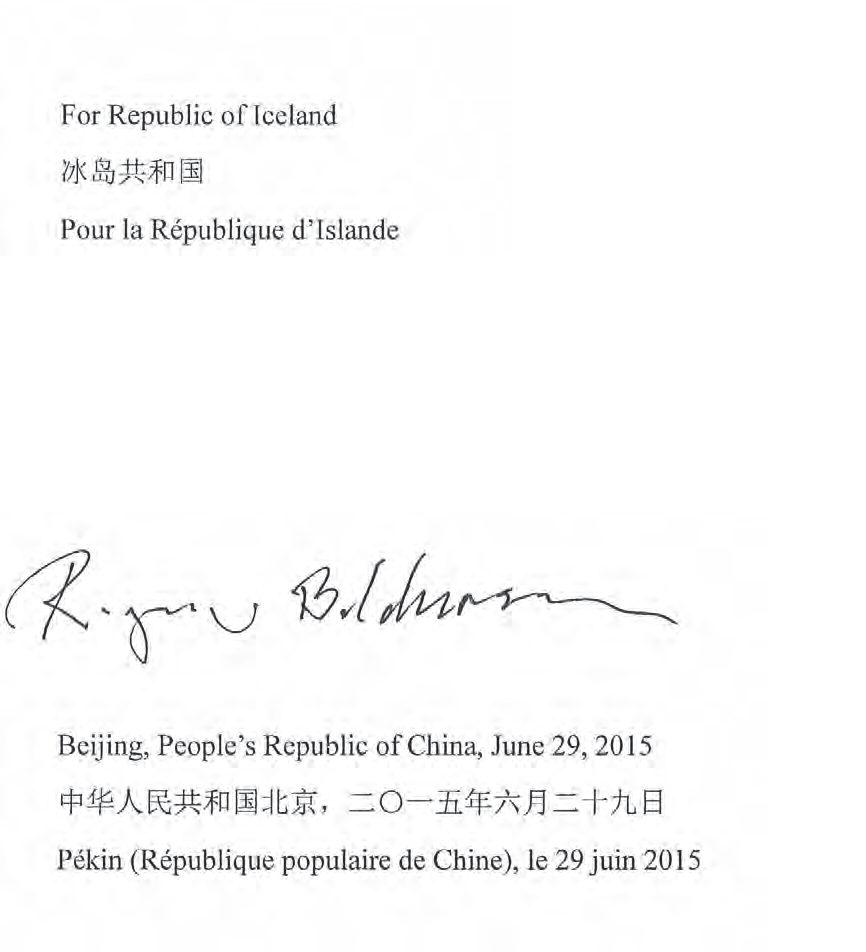 For Republic of Iceland
冰岛共和国
Pour la République d’Islande
Beijing, People’s Republic of China, June 29, 2015
中华人民共和国北京，二〇一五年六月二十九日
Pékin (République populaire de Chine), le 29 juin 2015